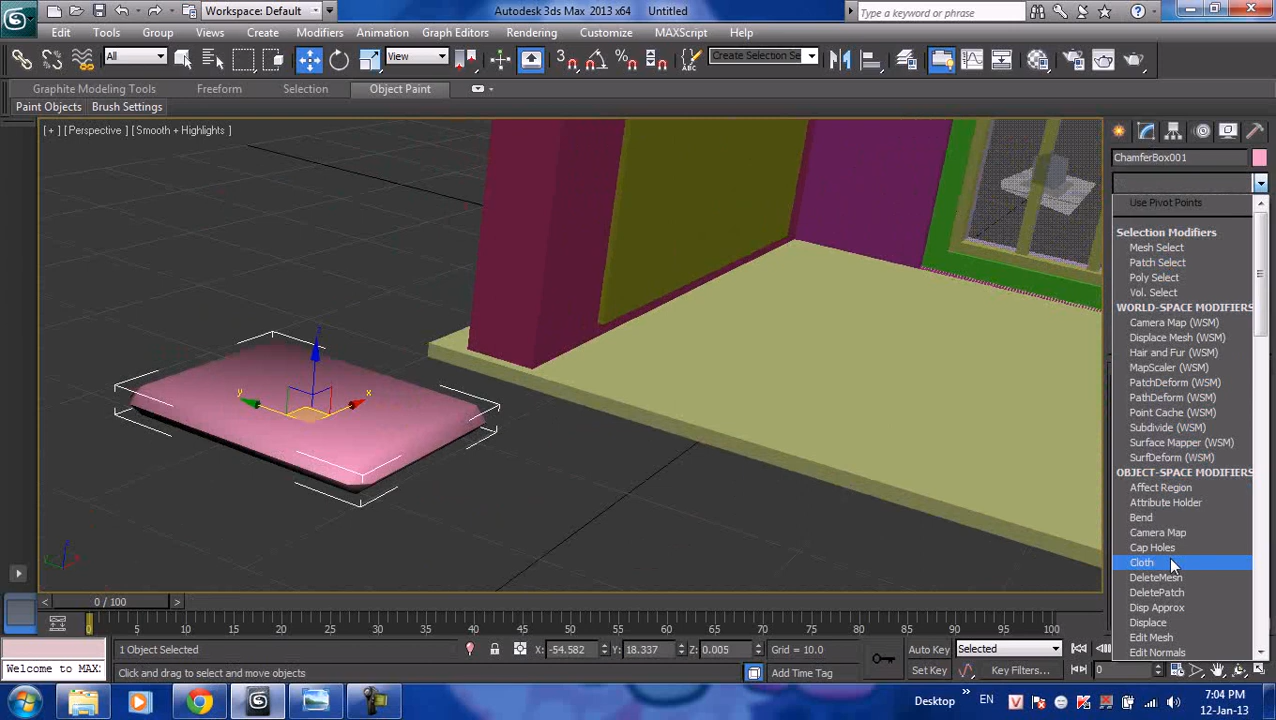 Workspace: Default
Autodesk 3ds Max 2013 x64 Untitled
Type a keyword or phrase
Edit Tools Group Views Create Modifiers Animation Graph Editors Rendering Customize MAXScript Help
All View 3 Create Selection Se
Graphite Modeling Tools Freeform Selection Object Paint
Paint Objects Brush Settings
[ + ] [ Perspective ] [ Smooth + Highlights ]
ChamferBox001
Use Pivot Points
Selection Modifiers
Mesh Select
Patch Select
Poly Select
Vol. Select
WORLD-SPACE MODIFIERS
Camera Map (WSM)
Displace Mesh (WSM)
Hair and Fur (WSM)
MapScaler (WSM)
PatchDeform (WSM)
PathDeform (WSM)
Point Cache (WSM)
Subdivide (WSM)
Surface Mapper (WSM)
SurfDeform (WSM)
OBJECT-SPACE MODIFIERS
Affect Region
Attribute Holder
Bend
Camera Map
Cap Holes
Cloth
DeleteMesh
DeletePatch
Disp Approx
Displace
Edit Mesh
Edit Normals
z
y x
0 / 100
0 5 10 15 20 25 30 35 40 45 50 55 60 65 70 75 80 85 90 95 100
1 Object Selected X: -54.582 Y: 18.337 Z: 0.005 Grid = 10.0 Auto Key Selected
Welcome to MAX: Click and drag to select and move objects Add Time Tag Set Key Key Filters... 0
Desktop » EN 7:04 PM
12-Jan-13